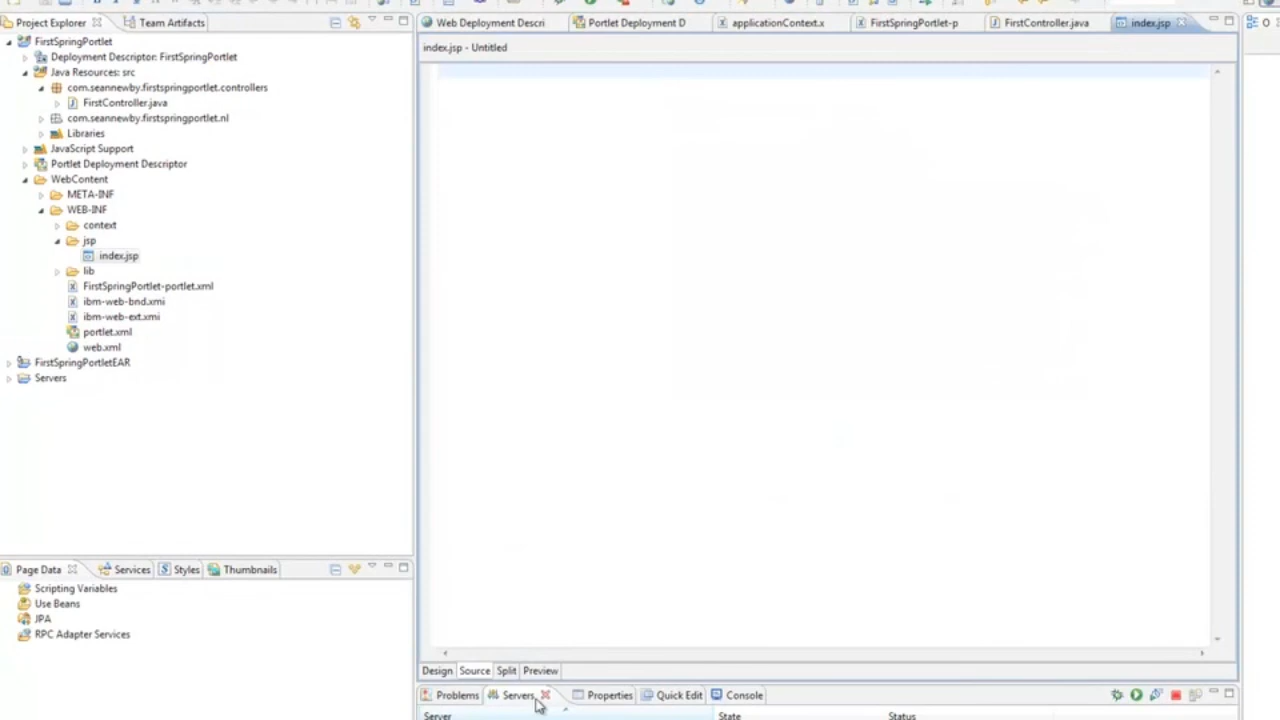 Project Explorer
Team Artifacts
FirstSpringPortlet
Deployment Descriptor: FirstSpringPortlet
Java Resources: src
com.seannewby.firstspringportlet.controllers
FirstController.java
com.seannewby.firstspringportlet.nl
Libraries
JavaScript Support
Portlet Deployment Descriptor
WebContent
META-INF
WEB-INF
context
jsp
index.jsp
lib
FirstSpringPortlet-portlet.xml
ibm-web-bnd.xmi
ibm-web-ext.xmi
portlet.xml
web.xml
FirstSpringPortletEAR
Servers
Page Data
Services
Styles
Thumbnails
Scripting Variables
Use Beans
JPA
RPC Adapter Services
Web Deployment Descri
Portlet Deployment D
applicationContext.x
FirstSpringPortlet-p
FirstController.java
index.jsp
O
index.jsp - Untitled
Design
Source
Split
Preview
Problems
Servers
Properties
Quick Edit
Console
Server
State
Status